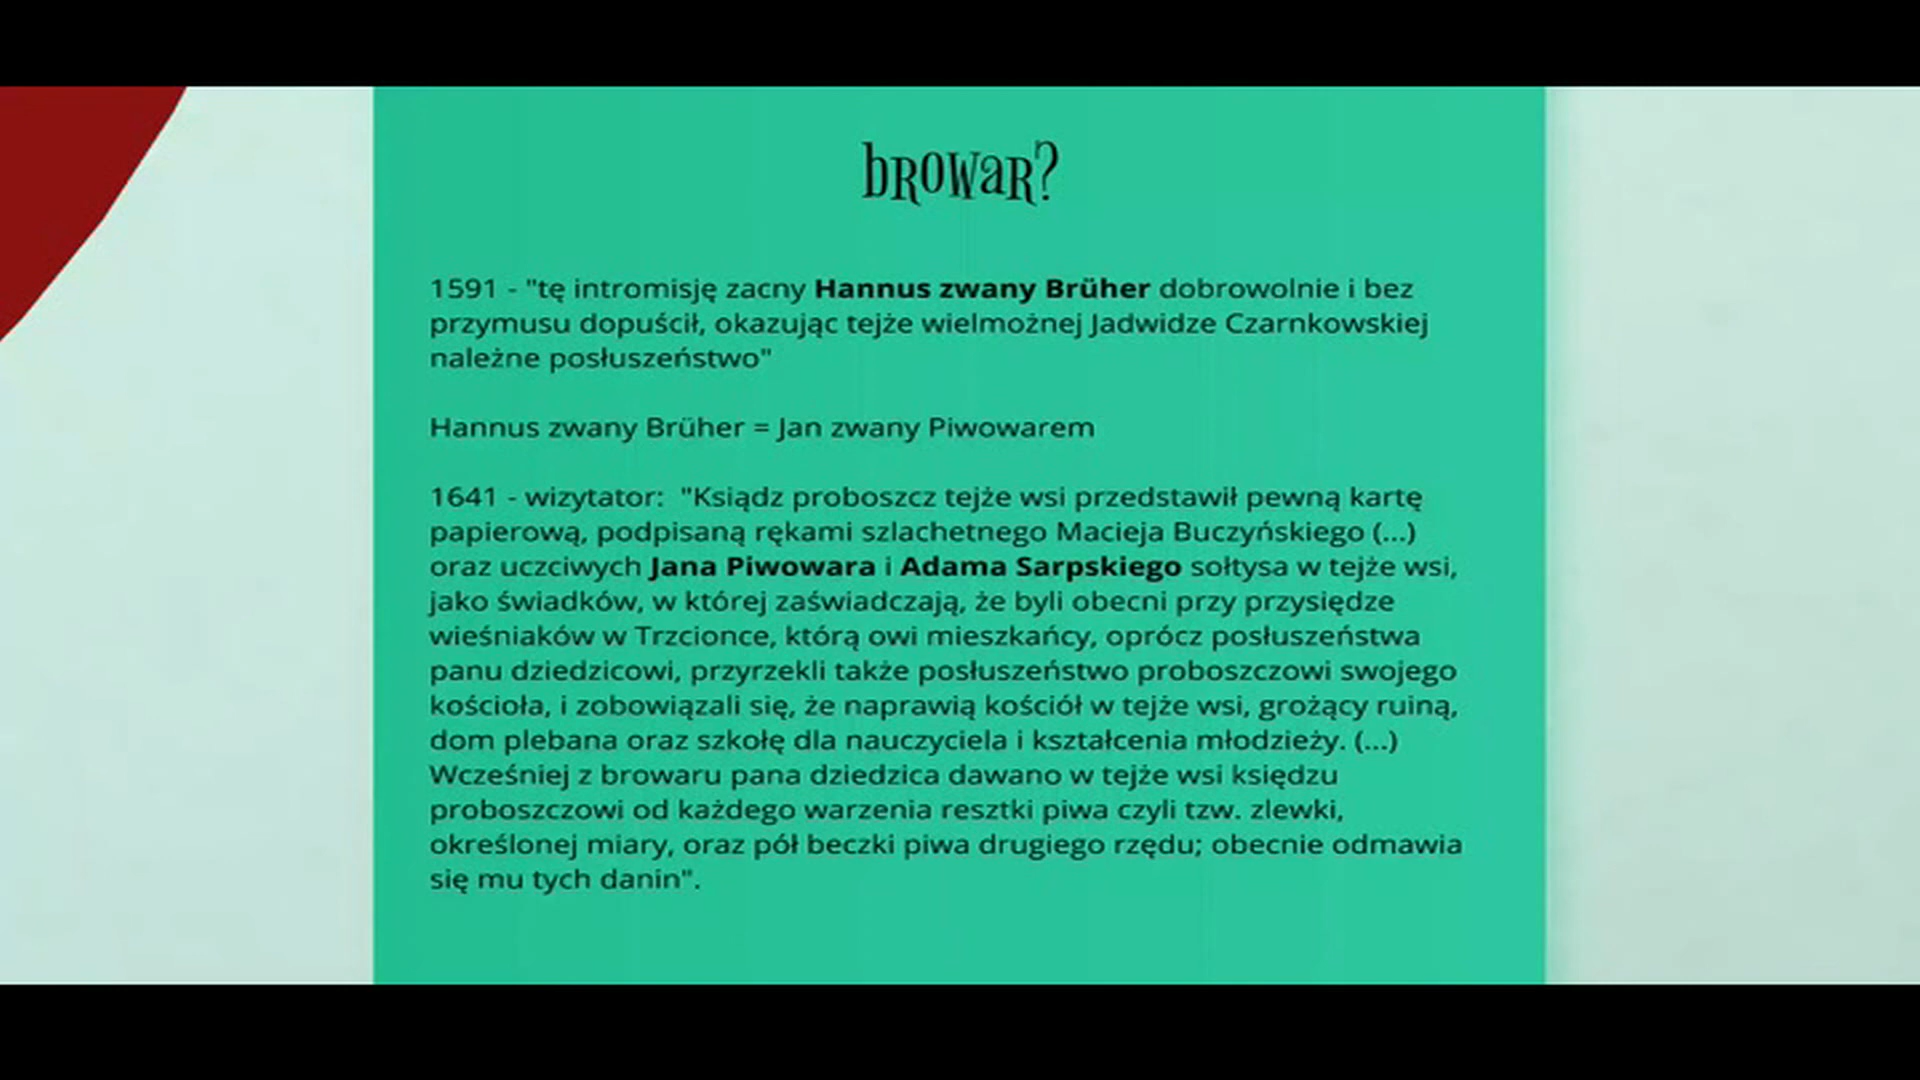 browar?
1591 - "tę intromisję zacny Hannus zwany Brüher dobrowolnie i bez
przymusu dopuścił, okazując tejże wielmożnej Jadwidze Czarnkowskiej
należne posłuszeństwo"
Hannus zwany Brüher = Jan zwany Piwowarem
1641 - wizytator:  "Ksiądz proboszcz tejże wsi przedstawił pewną kartę
papierową, podpisaną rękami szlachetnego Macieja Buczyńskiego (...)
oraz uczciwych Jana Piwowara i Adama Sarpskiego sołtysa w tejże wsi,
jako świadków, w której zaświadczają, że byli obecni przy przysiędze
wieśniaków w Trzcionce, którą owi mieszkańcy, oprócz posłuszeństwa
panu dziedzicowi, przyrzekli także posłuszeństwo proboszczowi swojego
kościoła, i zobowiązali się, że naprawią kościół w tejże wsi, grożący ruiną,
dom plebana oraz szkołę dla nauczyciela i kształcenia młodzieży. (...)
Wcześniej z browaru pana dziedzica dawano w tejże wsi księdzu
proboszczowi od każdego warzenia resztki piwa czyli tzw. zlewki,
określonej miary, oraz pół beczki piwa drugiego rzędu; obecnie odmawia
się mu tych danin".